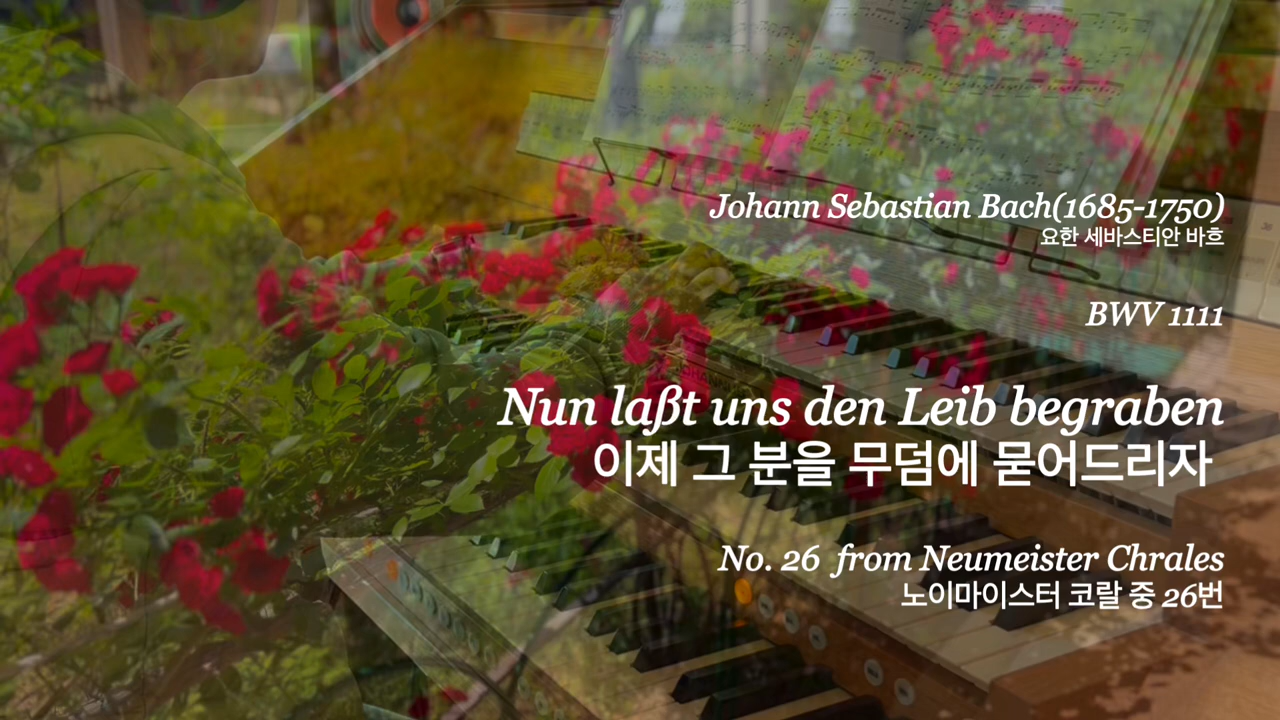 Johann Sebastian Bach(1685-1750)
요한 세바스티안 바흐
BWV 1111
Nun laßt uns den Leib begraben
이제 그 분을 무덤에 묻어드리자
No. 26 from Neumeister Chrales
노이마이스터 코랄 중 26번